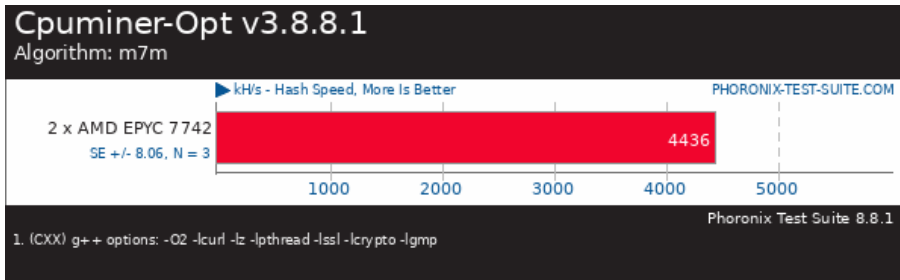 Cpuminer-Opt v3.8.8.1
Algorithm: m7m
kH/s - Hash Speed, More Is Better
PHORONIX-TEST-SUITE.COM
2 x AMD EPYC 7742
4436
SE +/- 8.06, N = 3
1000 2000 3000 4000 5000
Phoronix Test Suite 8.8.1
1. (CXX) g++ options: -O2 -lcurl -lz -lpthread -lssl -lcrypto -lgmp